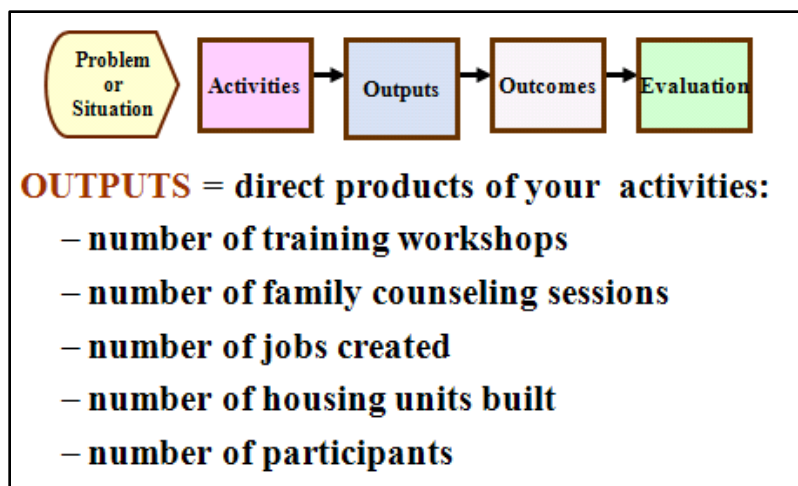 Problem
or
Situation
Activities
Outputs
Outcomes
Evaluation
OUTPUTS = direct products of your activities:
– number of training workshops
– number of family counseling sessions
– number of jobs created
– number of housing units built
– number of participants